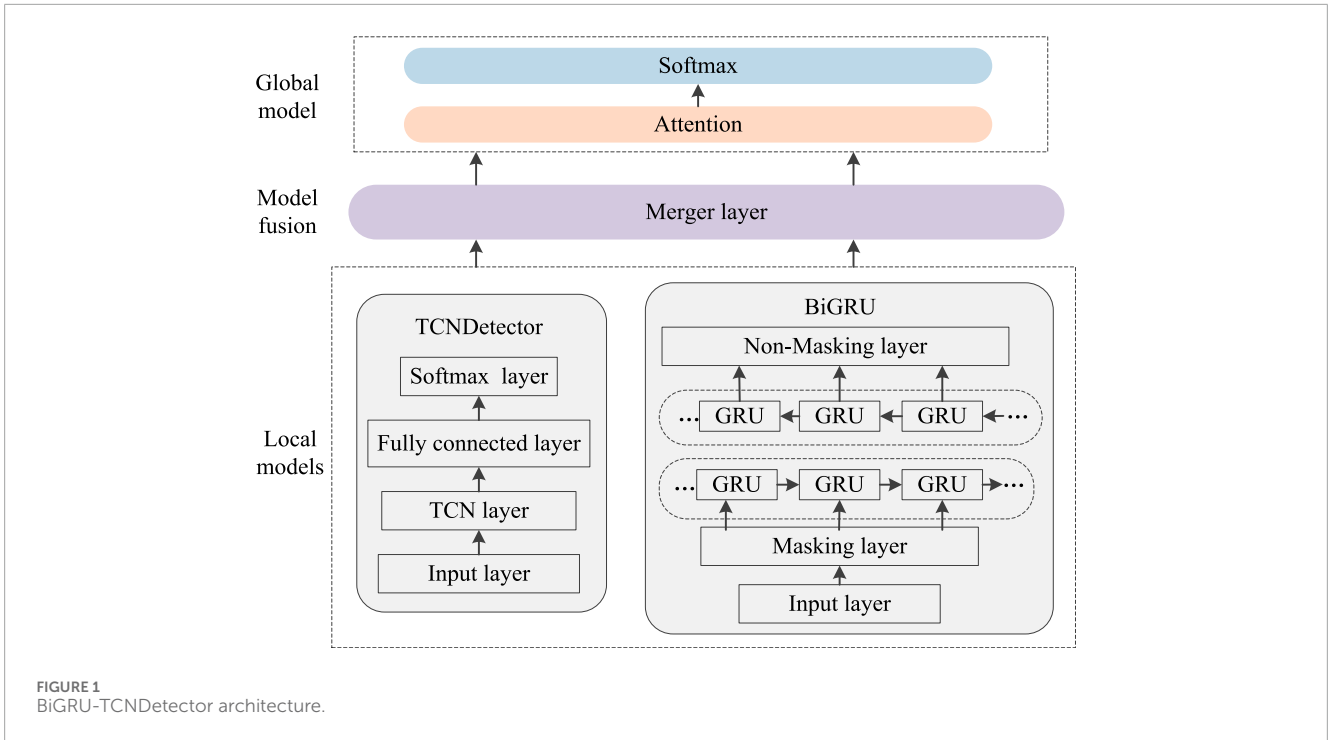 Global
model
Softmax
Attention
Model
fusion
Merger layer
Local
models
TCNDetector
Softmax layer
Fully connected layer
TCN layer
Input layer
BiGRU
Non-Masking layer
... GRU GRU GRU ...
... GRU GRU GRU ...
Masking layer
Input layer
FIGURE 1
BiGRU-TCNDetector architecture.